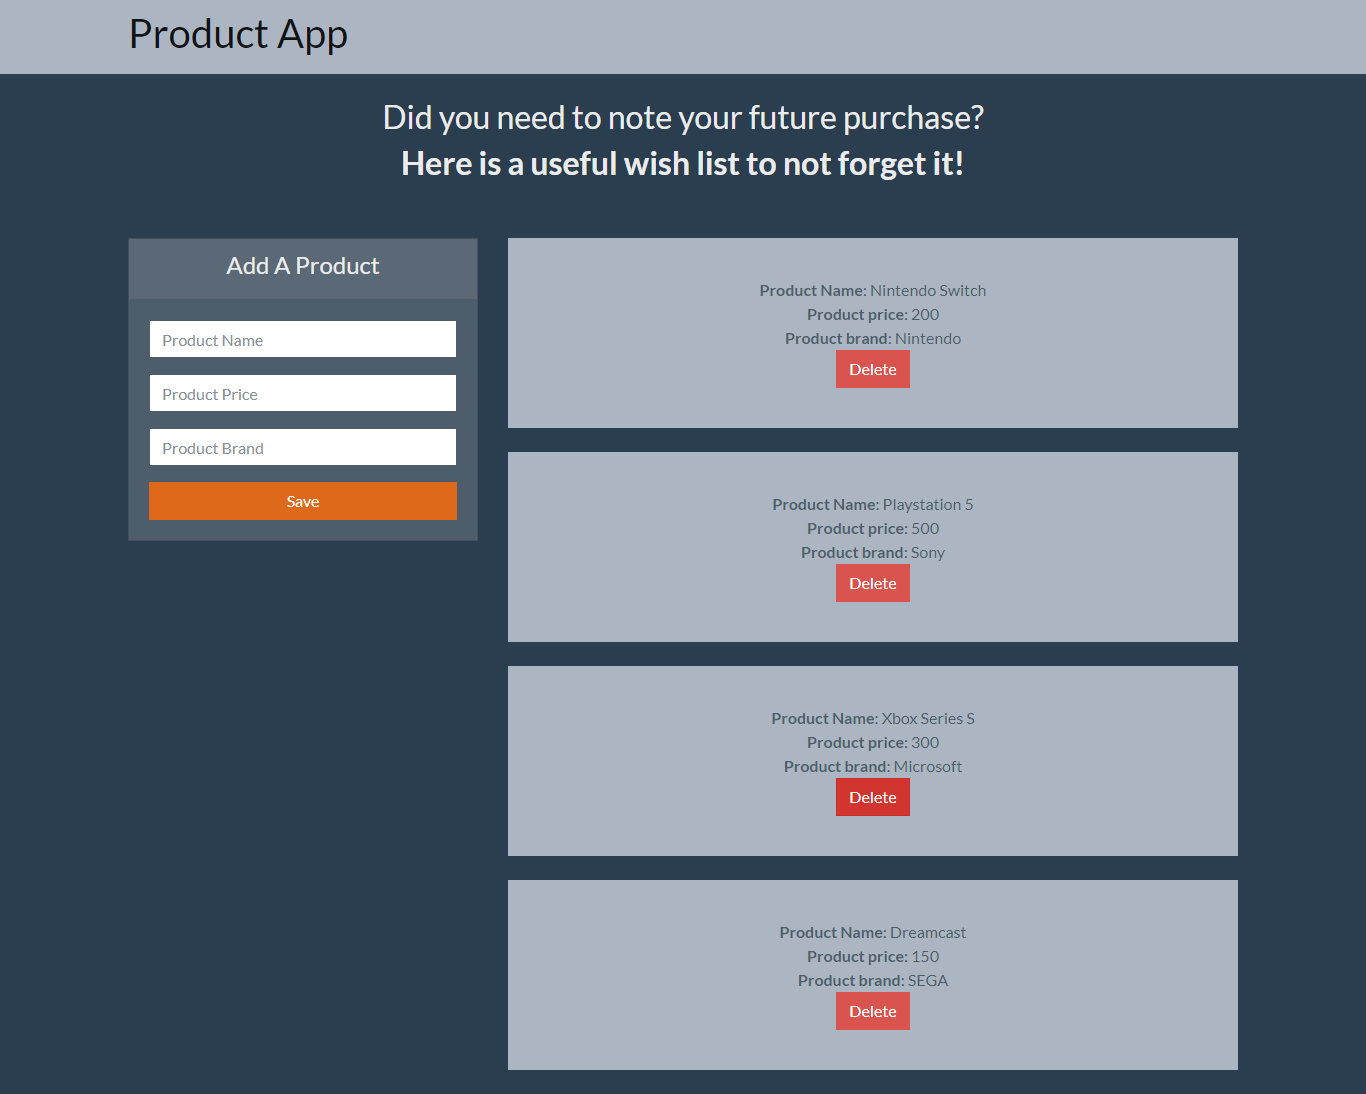 Product App
Did you need to note your future purchase?
Here is a useful wish list to not forget it!
Add A Product
Product Name
Product Price
Product Brand
Save
Product Name: Nintendo Switch
Product price: 200
Product brand: Nintendo
Delete
Product Name: Playstation 5
Product price: 500
Product brand: Sony
Delete
Product Name: Xbox Series S
Product price: 300
Product brand: Microsoft
Delete
Product Name: Dreamcast
Product price: 150
Product brand: SEGA
Delete